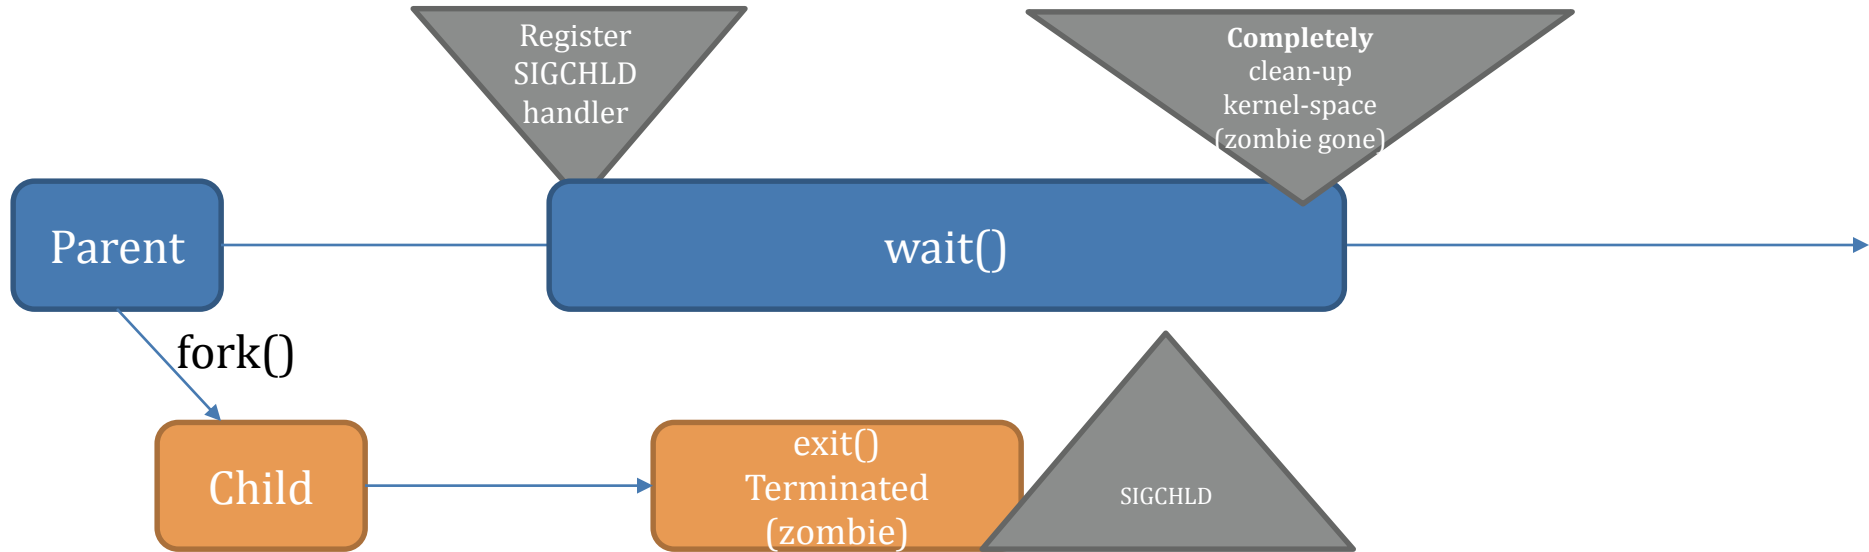 Register
SIGCHLD
handler
Completely
clean-up
kernel-space
(zombie gone)
Parent
wait()
fork()
Child
exit()
Terminated
(zombie)
SIGCHLD